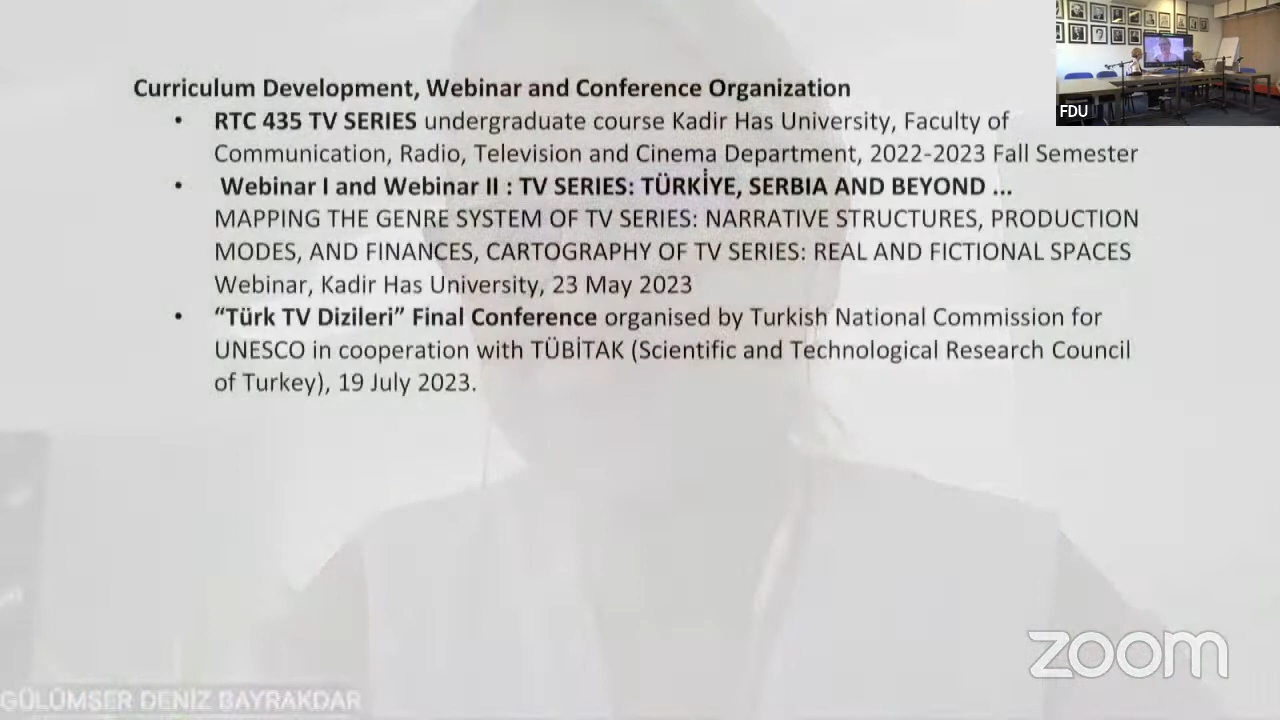 Curriculum Development, Webinar and Conference Organization
• RTC 435 TV SERIES undergraduate course Kadir Has University, Faculty of
Communication, Radio, Television and Cinema Department, 2022-2023 Fall Semester
• Webinar I and Webinar II : TV SERIES: TÜRKİYE, SERBIA AND BEYOND ...
MAPPING THE GENRE SYSTEM OF TV SERIES: NARRATIVE STRUCTURES, PRODUCTION
MODES, AND FINANCES, CARTOGRAPHY OF TV SERIES: REAL AND FICTIONAL SPACES
Webinar, Kadir Has University, 23 May 2023
• “Türk TV Dizileri” Final Conference organised by Turkish National Commission for
UNESCO in cooperation with TÜBİTAK (Scientific and Technological Research Council
of Turkey), 19 July 2023.
FDU
zoom
GÜLÜMSER DENİZ BAYRAKDAR